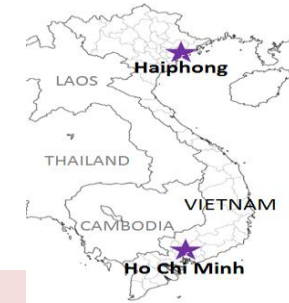 Haiphong
LAOS
THAILAND
VIETNAM
CAMBODIA
Ho Chi Minh